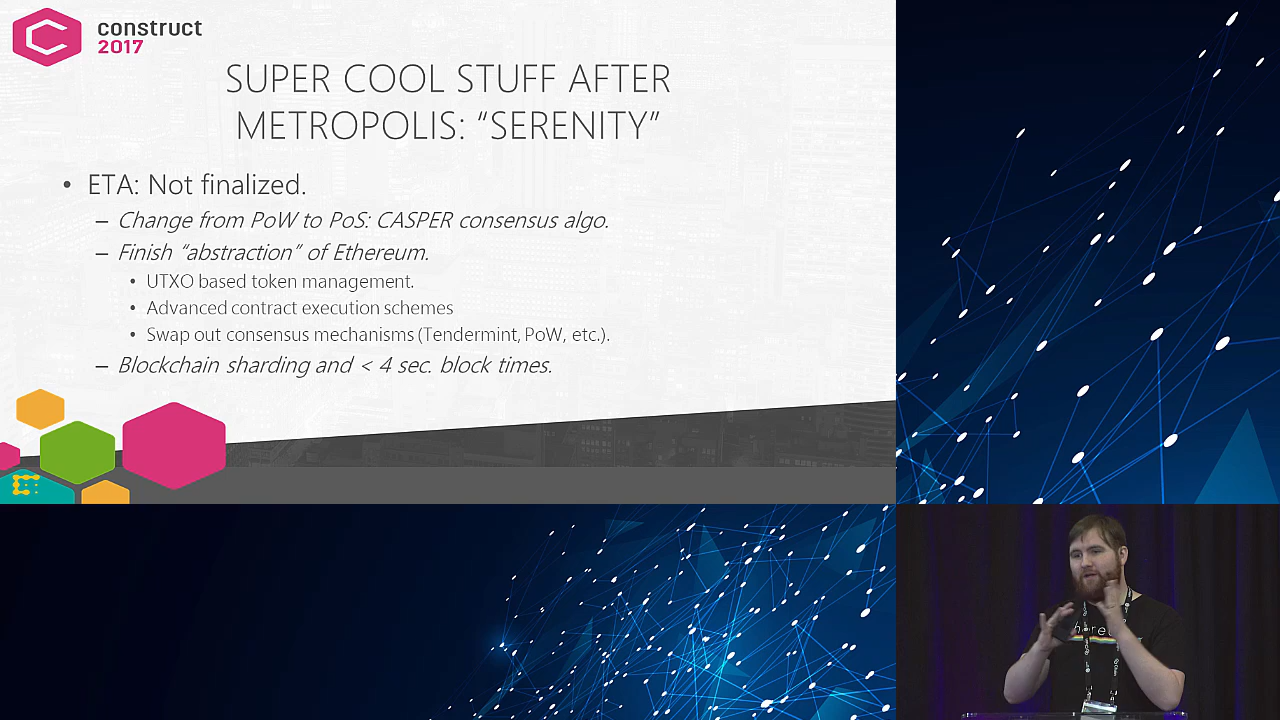 construct
2017
SUPER COOL STUFF AFTER
METROPOLIS: “SERENITY”
• ETA: Not finalized.
– Change from PoW to PoS: CASPER consensus algo.
– Finish “abstraction” of Ethereum.
• UTXO based token management.
• Advanced contract execution schemes
• Swap out consensus mechanisms (Tendermint, PoW, etc.).
– Blockchain sharding and < 4 sec. block times.